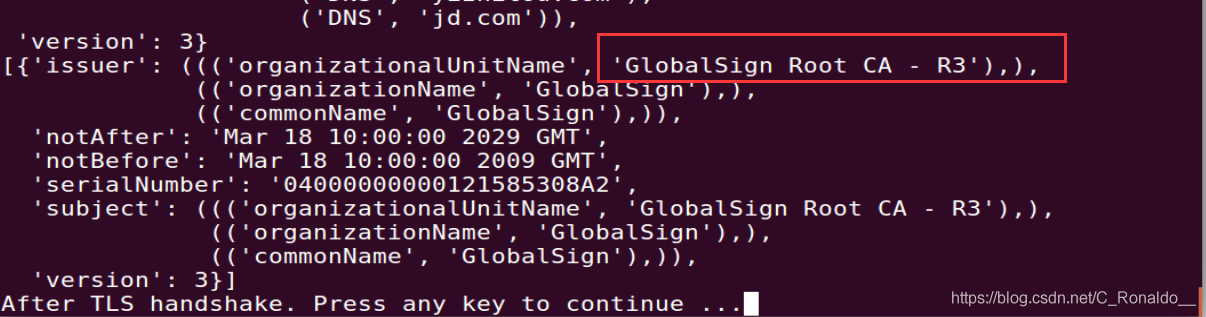 ('DNS', 'jd.com')),
'version': 3}
[{'issuer': ((('organizationalUnitName', 'GlobalSign Root CA - R3'),),
(('organizationName', 'GlobalSign'),),
(('commonName', 'GlobalSign'),)),
'notAfter': 'Mar 18 10:00:00 2029 GMT',
'notBefore': 'Mar 18 10:00:00 2009 GMT',
'serialNumber': '04000000000121585308A2',
'subject': ((('organizationalUnitName', 'GlobalSign Root CA - R3'),),
(('organizationName', 'GlobalSign'),),
(('commonName', 'GlobalSign'),)),
'version': 3}]
After TLS handshake. Press any key to continue ...
https://blog.csdn.net/C_Ronaldo__